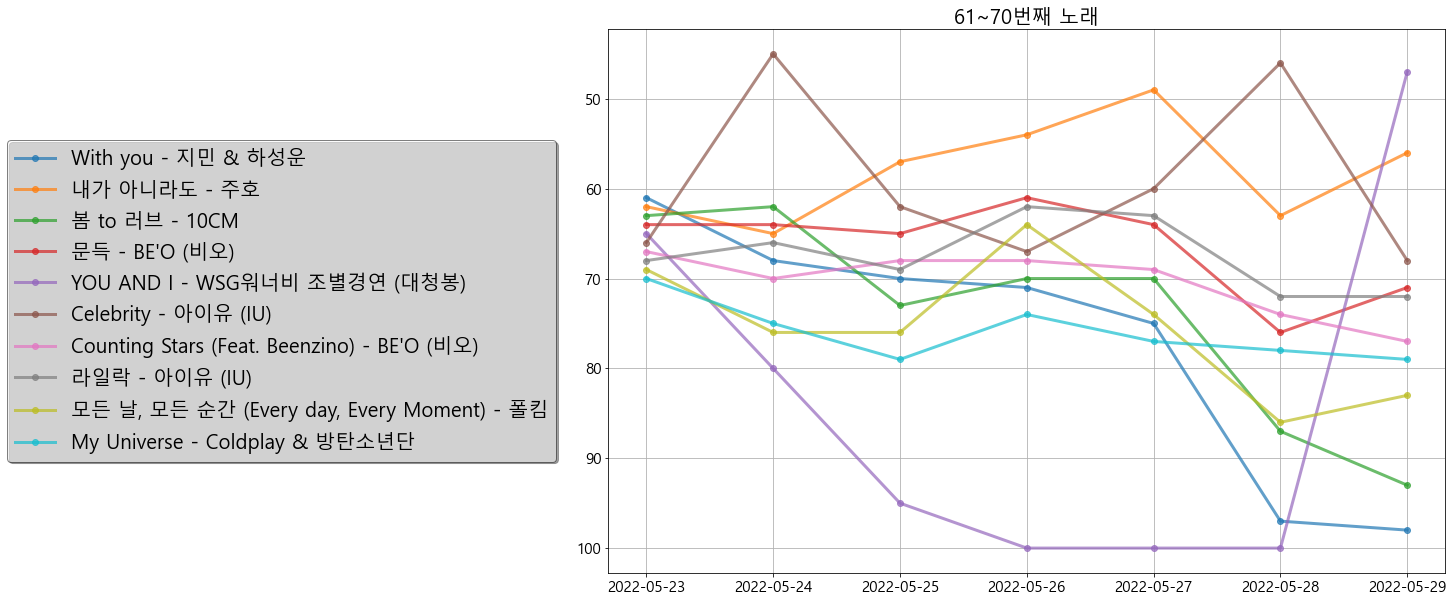 61~70번째 노래
With you - 지민 & 하성운
내가 아니라도 - 주호
봄 to 러브 - 10CM
문득 - BE'O (비오)
YOU AND I - WSG워너비 조별경연 (대청봉)
Celebrity - 아이유 (IU)
Counting Stars (Feat. Beenzino) - BE'O (비오)
라일락 - 아이유 (IU)
모든 날, 모든 순간 (Every day, Every Moment) - 폴킴
My Universe - Coldplay & 방탄소년단
50
60
70
80
90
100
2022-05-23 2022-05-24 2022-05-25 2022-05-26 2022-05-27 2022-05-28 2022-05-29